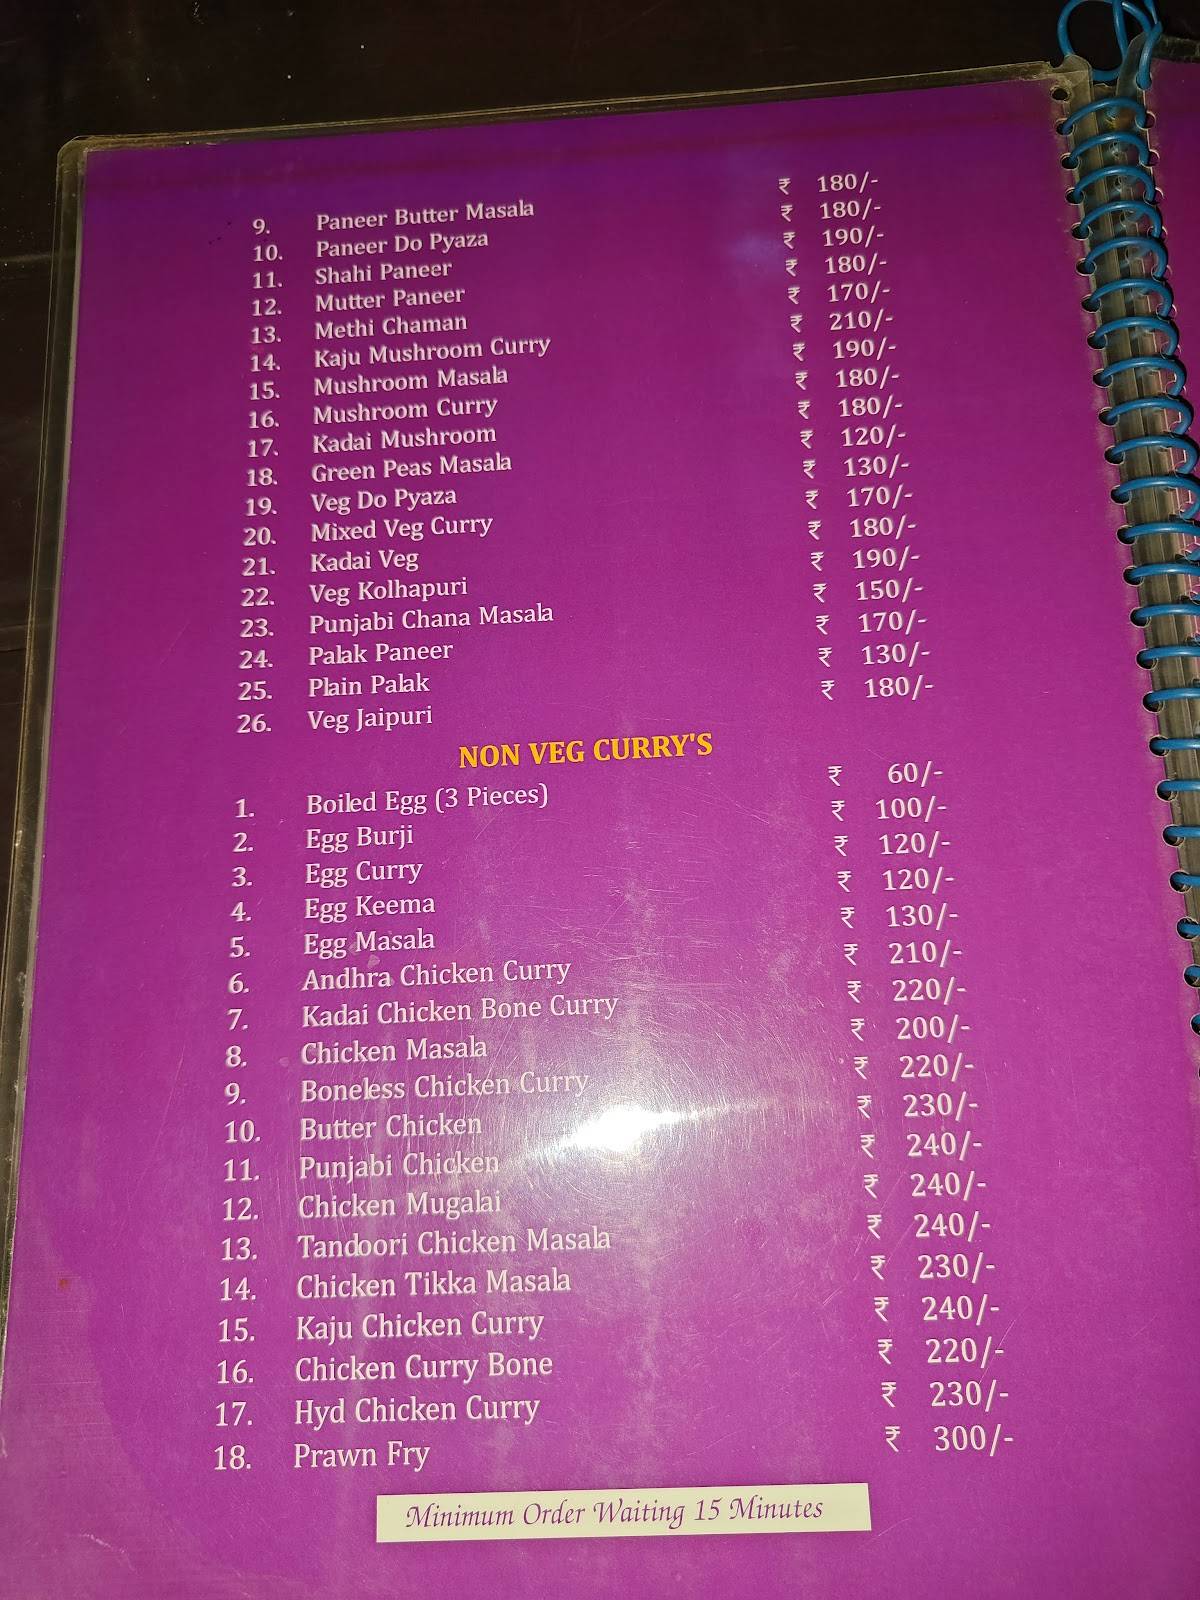 9. Paneer Butter Masala ₹ 180/-
10. Paneer Do Pyaza ₹ 180/-
11. Shahi Paneer ₹ 190/-
12. Mutter Paneer ₹ 180/-
13. Methi Chaman ₹ 170/-
14. Kaju Mushroom Curry ₹ 210/-
15. Mushroom Masala ₹ 190/-
16. Mushroom Curry ₹ 180/-
17. Kadai Mushroom ₹ 180/-
18. Green Peas Masala ₹ 120/-
19. Veg Do Pyaza ₹ 130/-
20. Mixed Veg Curry ₹ 170/-
21. Kadai Veg ₹ 180/-
22. Veg Kolhapuri ₹ 190/-
23. Punjabi Chana Masala ₹ 150/-
24. Palak Paneer ₹ 170/-
25. Plain Palak ₹ 130/-
26. Veg Jaipuri ₹ 180/-
NON VEG CURRY'S
1. Boiled Egg (3 Pieces) ₹ 60/-
2. Egg Burji ₹ 100/-
3. Egg Curry ₹ 120/-
4. Egg Keema ₹ 120/-
5. Egg Masala ₹ 130/-
6. Andhra Chicken Curry ₹ 210/-
7. Kadai Chicken Bone Curry ₹ 220/-
8. Chicken Masala ₹ 200/-
9. Boneless Chicken Curry ₹ 220/-
10. Butter Chicken ₹ 230/-
11. Punjabi Chicken ₹ 240/-
12. Chicken Mugalai ₹ 240/-
13. Tandoori Chicken Masala ₹ 240/-
14. Chicken Tikka Masala ₹ 230/-
15. Kaju Chicken Curry ₹ 240/-
16. Chicken Curry Bone ₹ 220/-
17. Hyd Chicken Curry ₹ 230/-
18. Prawn Fry ₹ 300/-
Minimum Order Waiting 15 Minutes